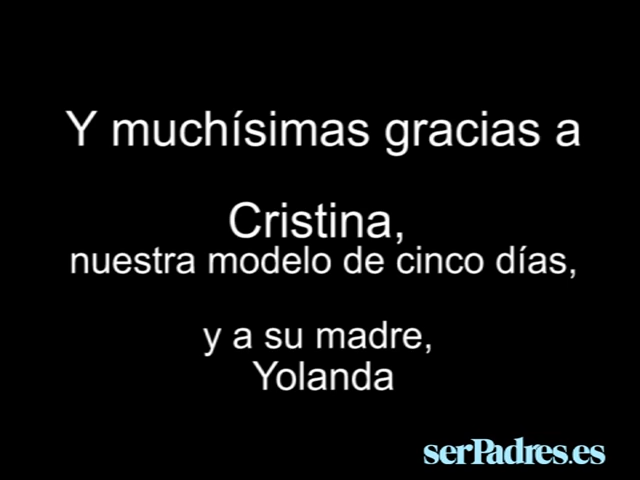 Y muchísimas gracias a
Cristina,
nuestra modelo de cinco días,
y a su madre,
Yolanda
serPadres.es